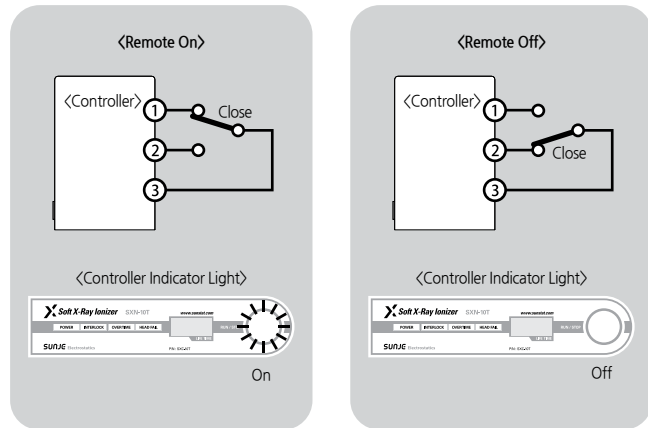 〈Remote On〉
〈Controller〉
1
Close
2
3
〈Controller Indicator Light〉
X Soft X-Ray Ionizer SXN-10T www.sunstat.com
POWER INTERLOCK OVERTIME HEAD FAIL
SUNJE Electrostatics
On
〈Remote Off〉
〈Controller〉
1
2
Close
3
〈Controller Indicator Light〉
X Soft X-Ray Ionizer SXN-10T www.sunstat.com
POWER INTERLOCK OVERTIME HEAD FAIL RUN / STOP
SUNJE Electrostatics
Off